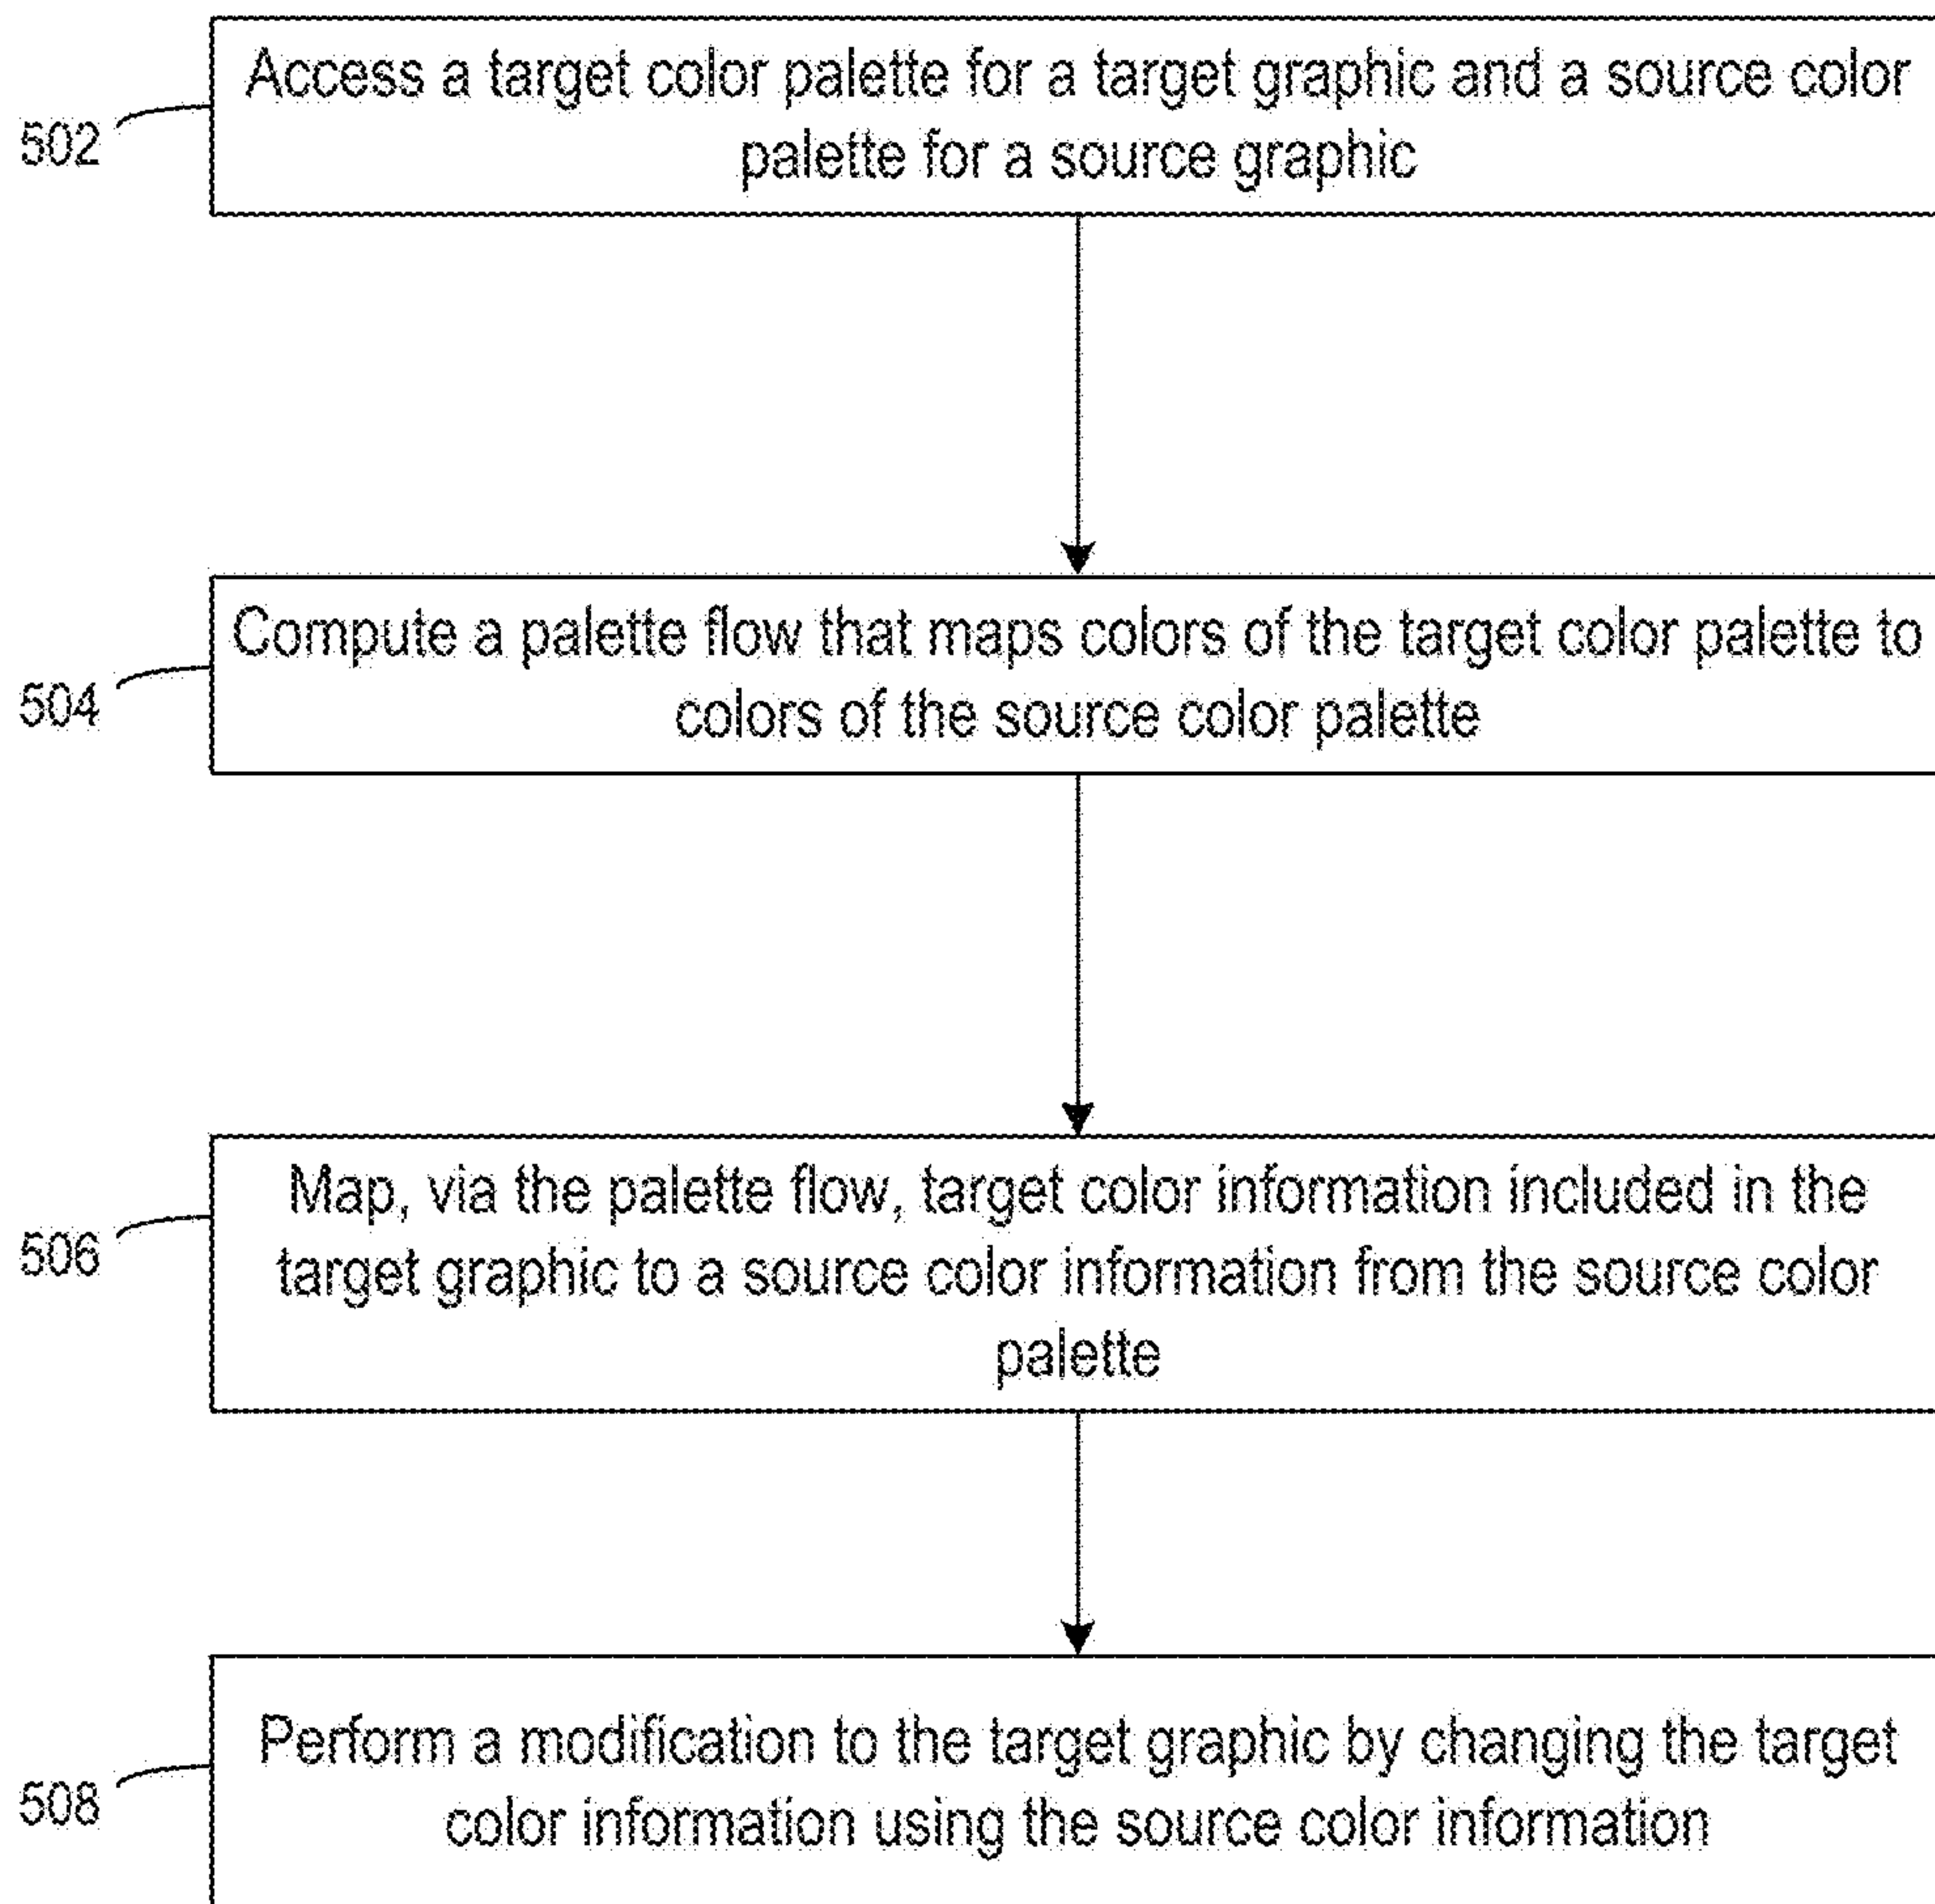 Access a target color palette for a target graphic and a source color
palette for a source graphic
502
Compute a palette flow that maps colors of the target color palette to
colors of the source color palette
504
Map, via the palette flow, target color information included in the
target graphic to a source color information from the source color
palette
506
Perform a modification to the target graphic by changing the target
color information using the source color information
508